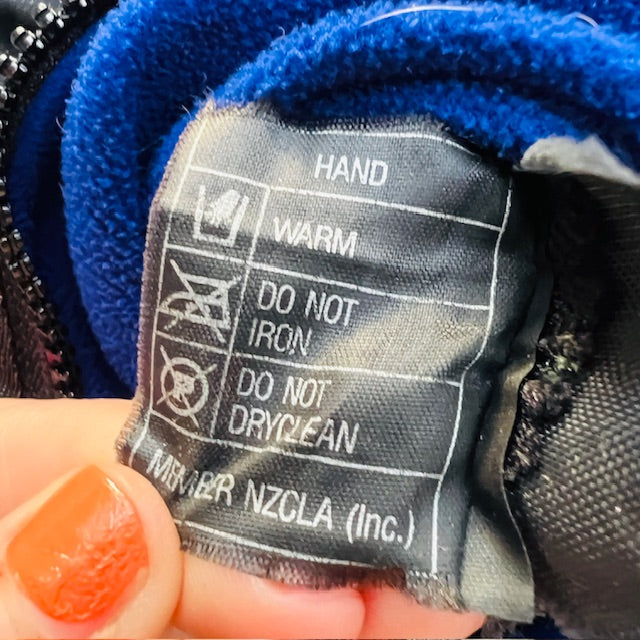 HAND
WARM
DO NOT
IRON
DO NOT
DRYCLEAN
MEMBER NZCLA (Inc.)